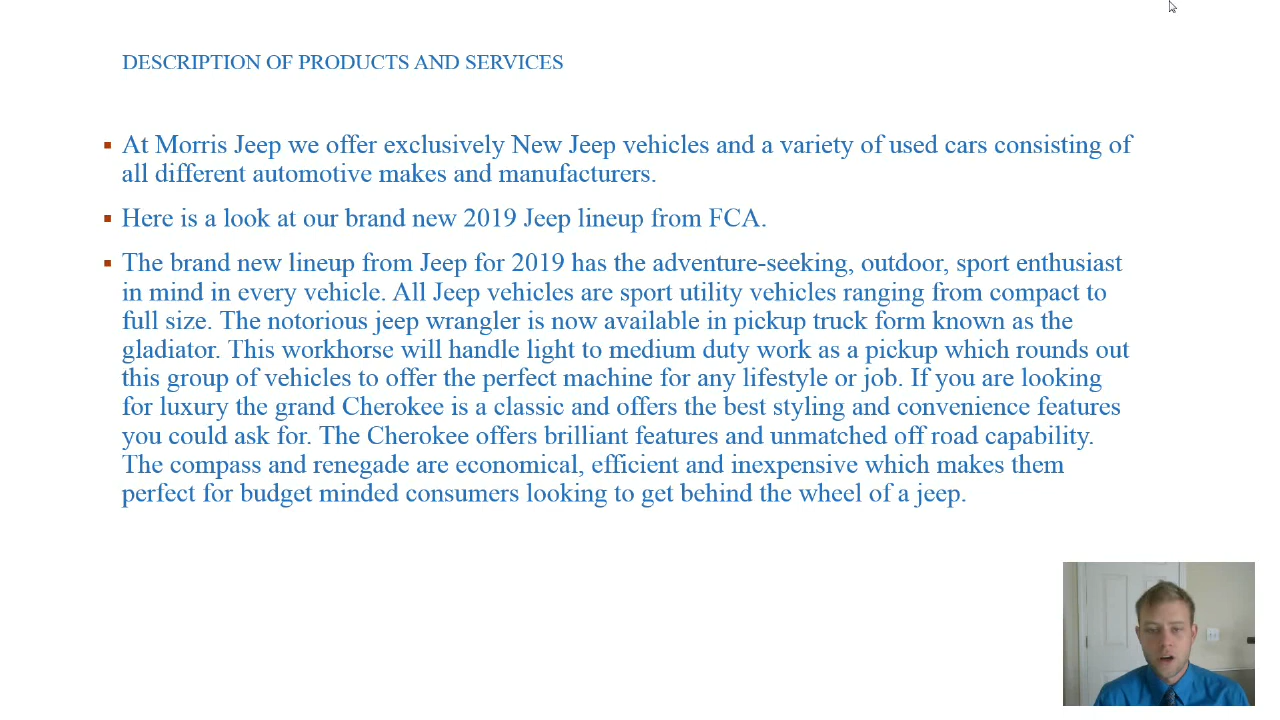 DESCRIPTION OF PRODUCTS AND SERVICES
At Morris Jeep we offer exclusively New Jeep vehicles and a variety of used cars consisting of
all different automotive makes and manufacturers.
Here is a look at our brand new 2019 Jeep lineup from FCA.
The brand new lineup from Jeep for 2019 has the adventure-seeking, outdoor, sport enthusiast
in mind in every vehicle. All Jeep vehicles are sport utility vehicles ranging from compact to
full size. The notorious jeep wrangler is now available in pickup truck form known as the
gladiator. This workhorse will handle light to medium duty work as a pickup which rounds out
this group of vehicles to offer the perfect machine for any lifestyle or job. If you are looking
for luxury the grand Cherokee is a classic and offers the best styling and convenience features
you could ask for. The Cherokee offers brilliant features and unmatched off road capability.
The compass and renegade are economical, efficient and inexpensive which makes them
perfect for budget minded consumers looking to get behind the wheel of a jeep.